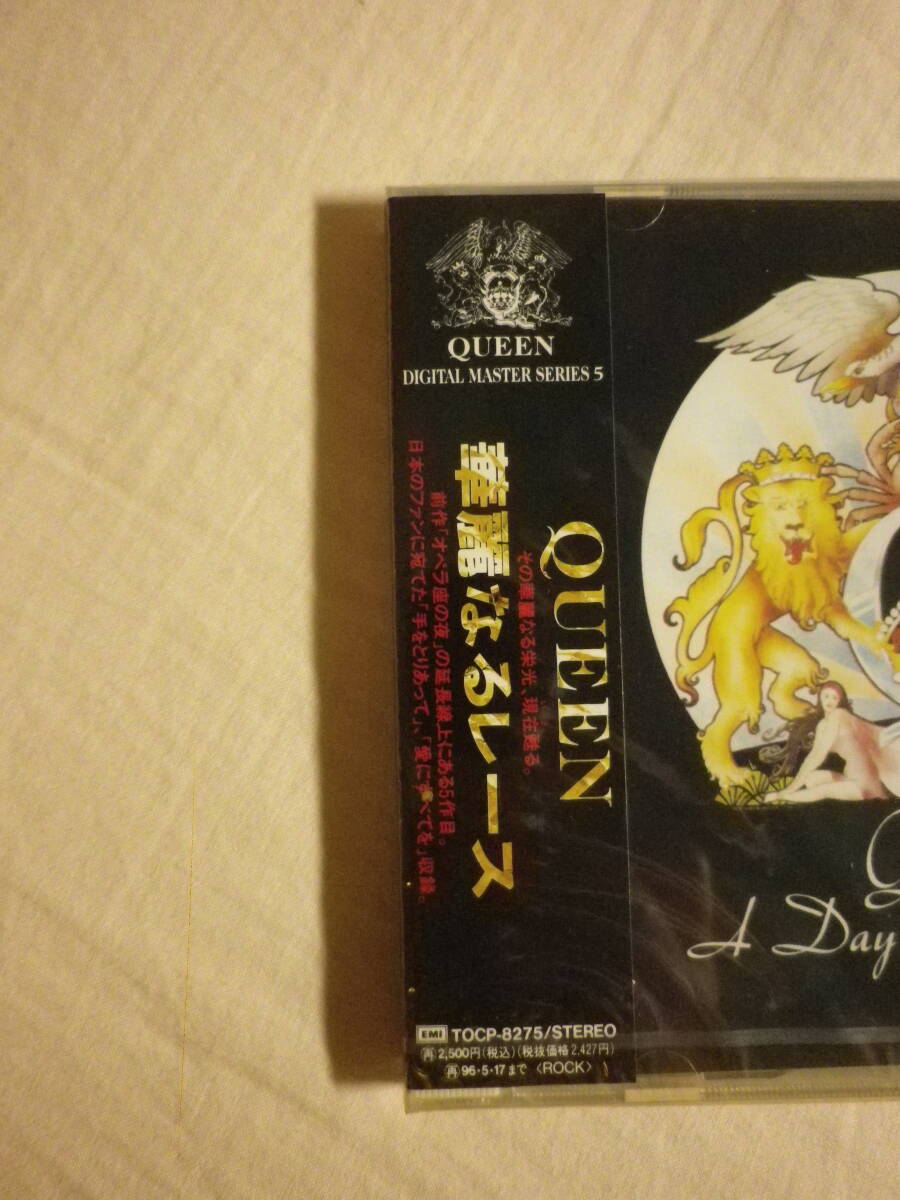 QUEEN
DIGITAL MASTER SERIES 5
QUEEN
その華麗なる栄光、現在甦る。
華麗なるレース
前作「オペラ座の夜」の延長線上にある5作目。
日本のファンに宛てた「手をとりあって」、「愛にすべてを」収録。
EMI TOCP-8275/STEREO
再2,500円(税込)(税抜価格2,427円)
再96・5・17まで〈ROCK〉
A Day